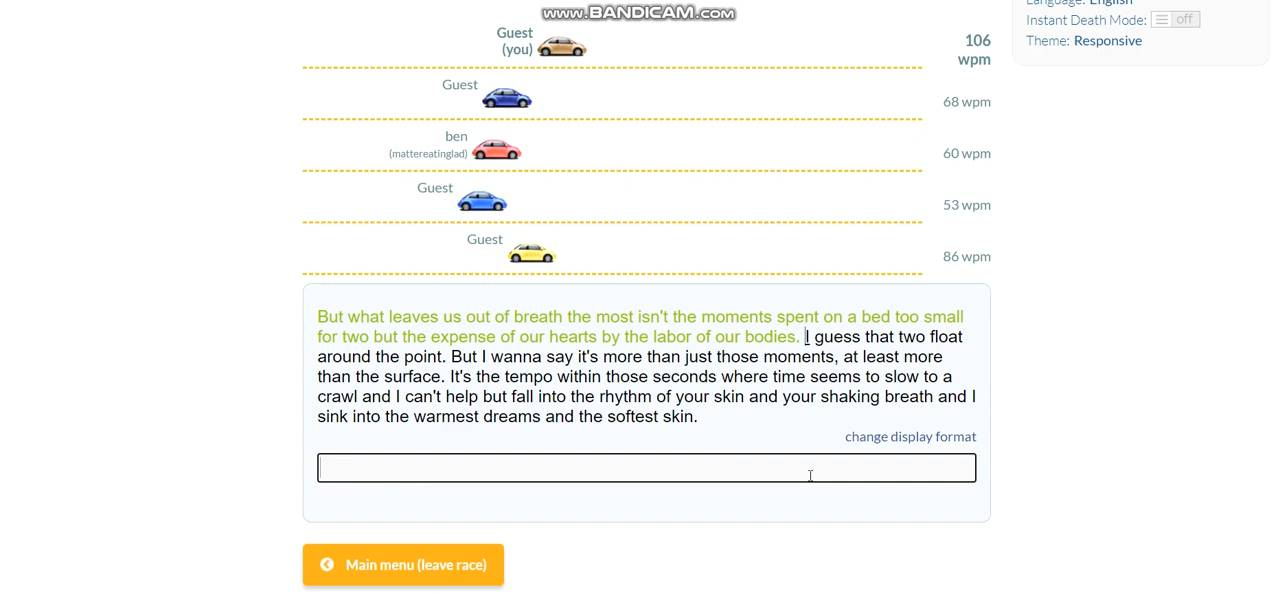 www.BANDICAM.com
Language: English
Instant Death Mode: off
Theme: Responsive
Guest
(you)
106
wpm
Guest
68 wpm
ben
(mattereatinglad)
60 wpm
Guest
53 wpm
Guest
86 wpm
But what leaves us out of breath the most isn't the moments spent on a bed too small
for two but the expense of our hearts by the labor of our bodies. I guess that two float
around the point. But I wanna say it's more than just those moments, at least more
than the surface. It's the tempo within those seconds where time seems to slow to a
crawl and I can't help but fall into the rhythm of your skin and your shaking breath and I
sink into the warmest dreams and the softest skin.
change display format
Main menu (leave race)